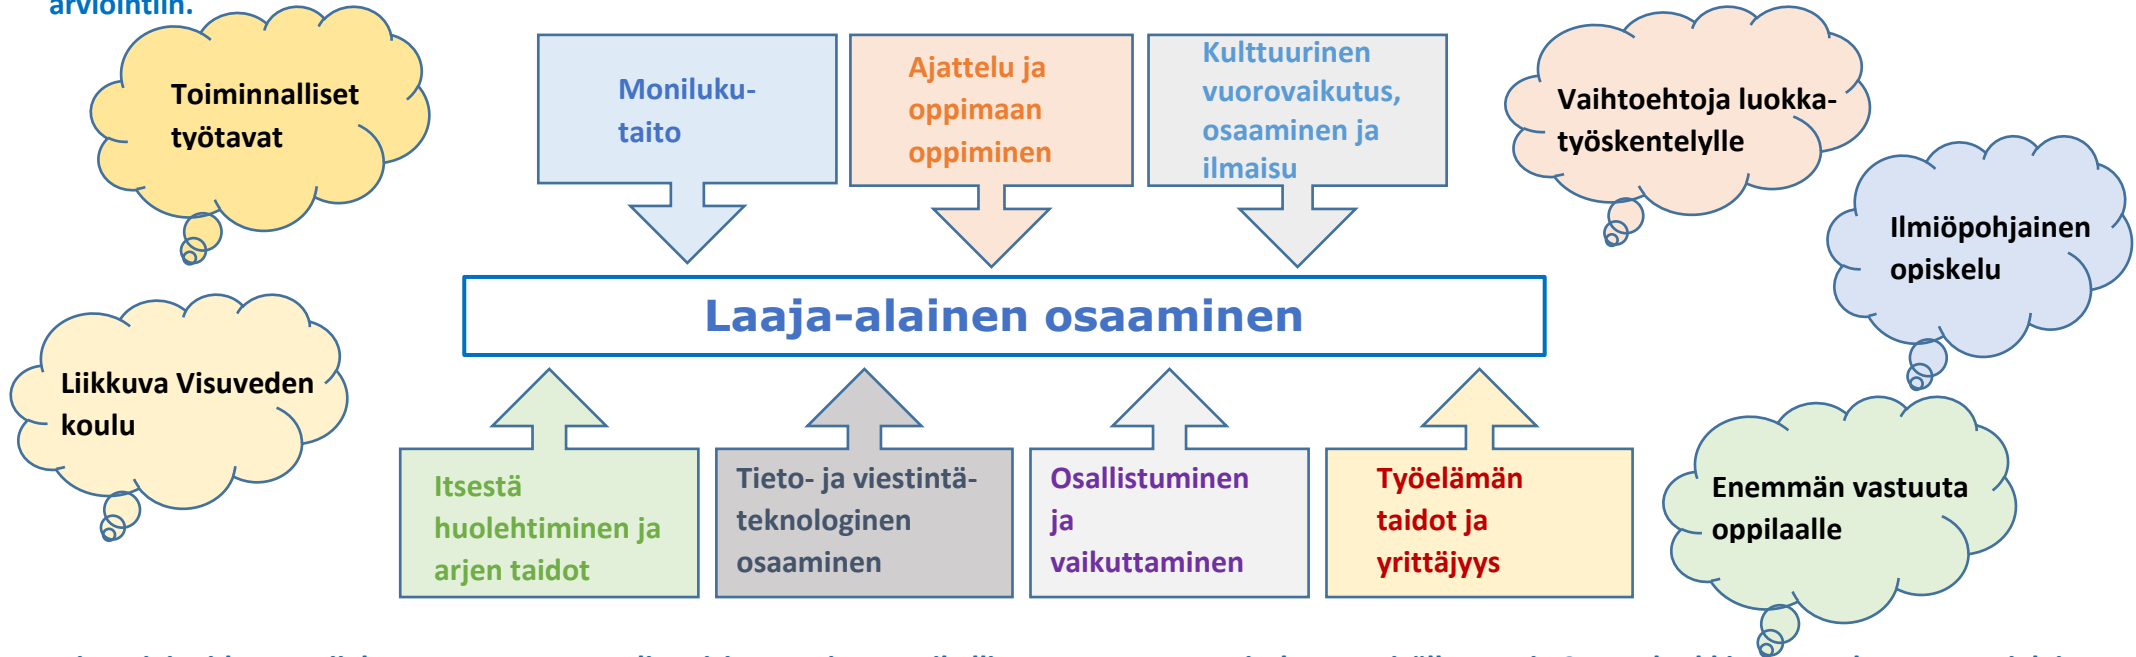 arviointiin.
Toiminnalliset
työtavat
Moniluku-
taito
Ajattelu ja
oppimaan
oppiminen
Kulttuurinen
vuorovaikutus,
osaaminen ja
ilmaisu
Vaihtoehtoja luokka-
työskentelylle
Ilmiöpohjainen
opiskelu
Laaja-alainen osaaminen
Liikkuva Visuveden
koulu
Itsestä
huolehtiminen ja
arjen taidot
Tieto- ja viestintä-
teknologinen
osaaminen
Osallistuminen
ja
vaikuttaminen
Työelämän
taidot ja
yrittäjyys
Enemmän vastuuta
oppilaalle